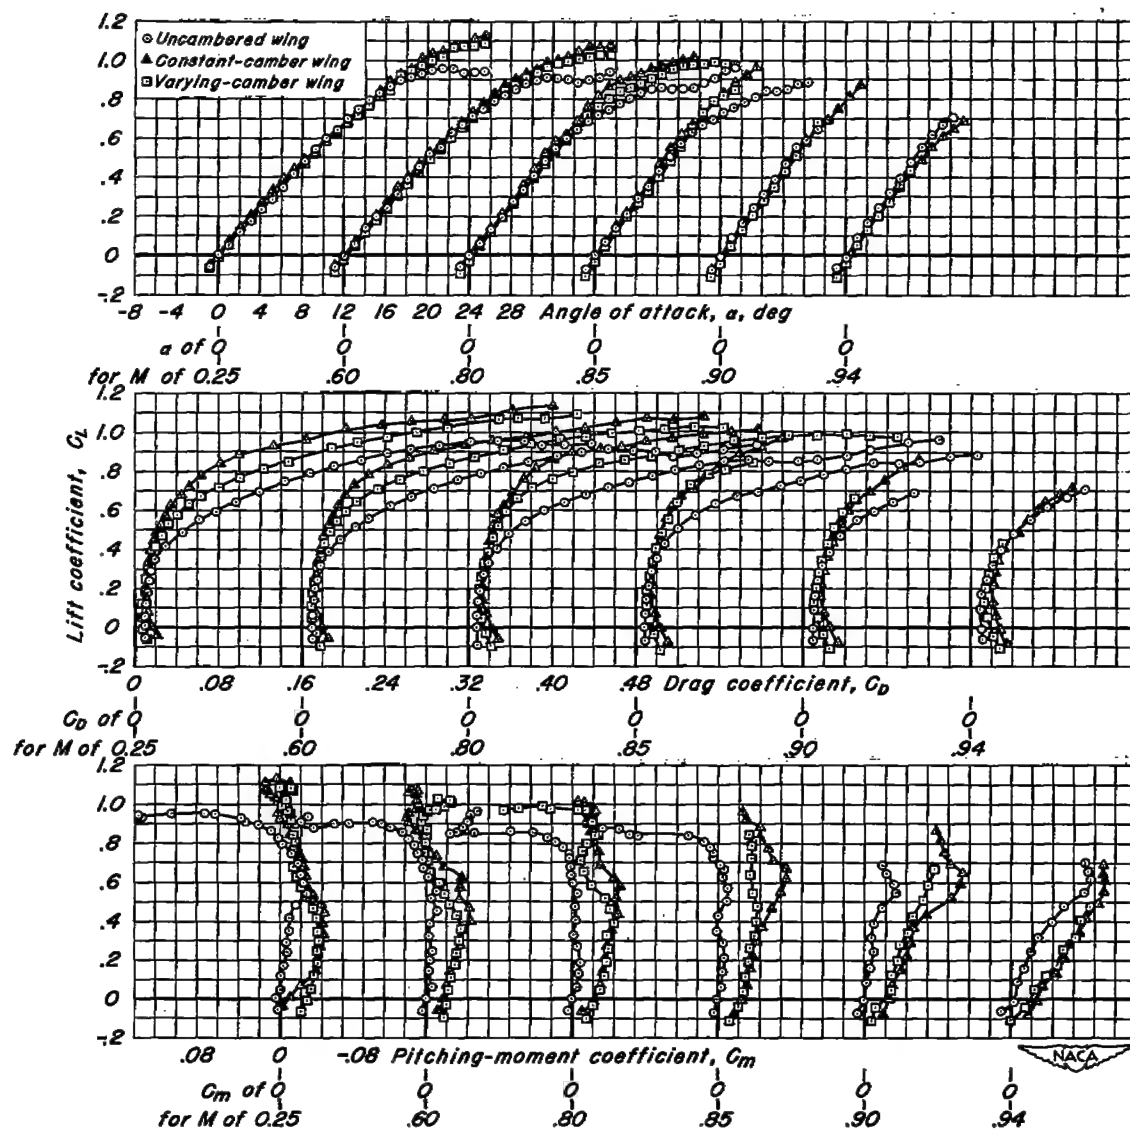 1.2
⊙ Uncambered wing
▲ Constant-camber wing
⊡ Varying-camber wing
1.0
.8
.6
.4
.2
0
-.2
-8 -4 0 4 8 12 16 20 24 28 Angle of attack, α, deg
α of 0 0 0 0 0 0
for M of 0.25 .60 .80 .85 .90 .94
1.2
1.0
.8
.6
.4
.2
0
-.2
Lift coefficient, C_L
0 .08 .16 .24 .32 .40 .48 Drag coefficient, C_D
C_D of 0 0 0 0 0 0
for M of 0.25 .60 .80 .85 .90 .94
1.2
1.0
.8
.6
.4
.2
0
-.2
.08 0 -.08 Pitching-moment coefficient, C_m
NACA
C_m of 0 0 0 0 0 0
for M of 0.25 .60 .80 .85 .90 .94